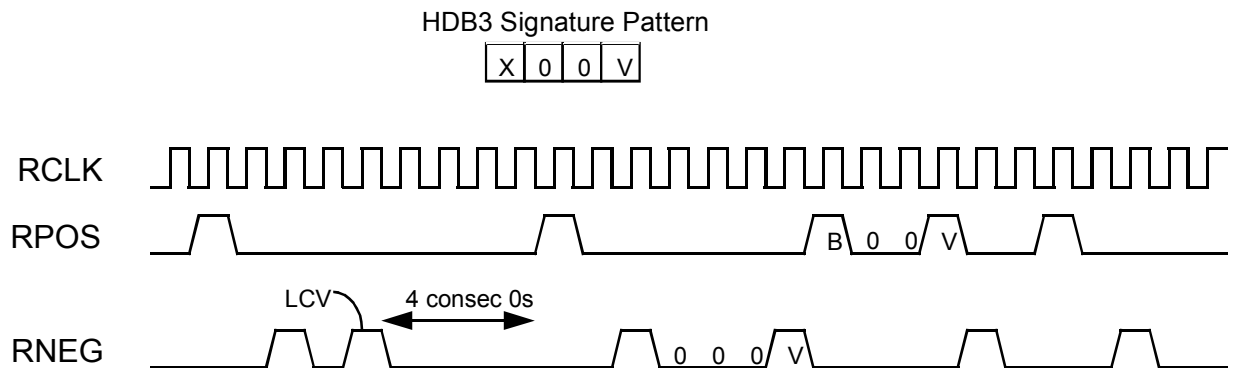 HDB3 Signature Pattern
X 0 0 V
RCLK
RPOS
B 0 0 V
LCV
4 consec 0s
RNEG
0 0 0 V